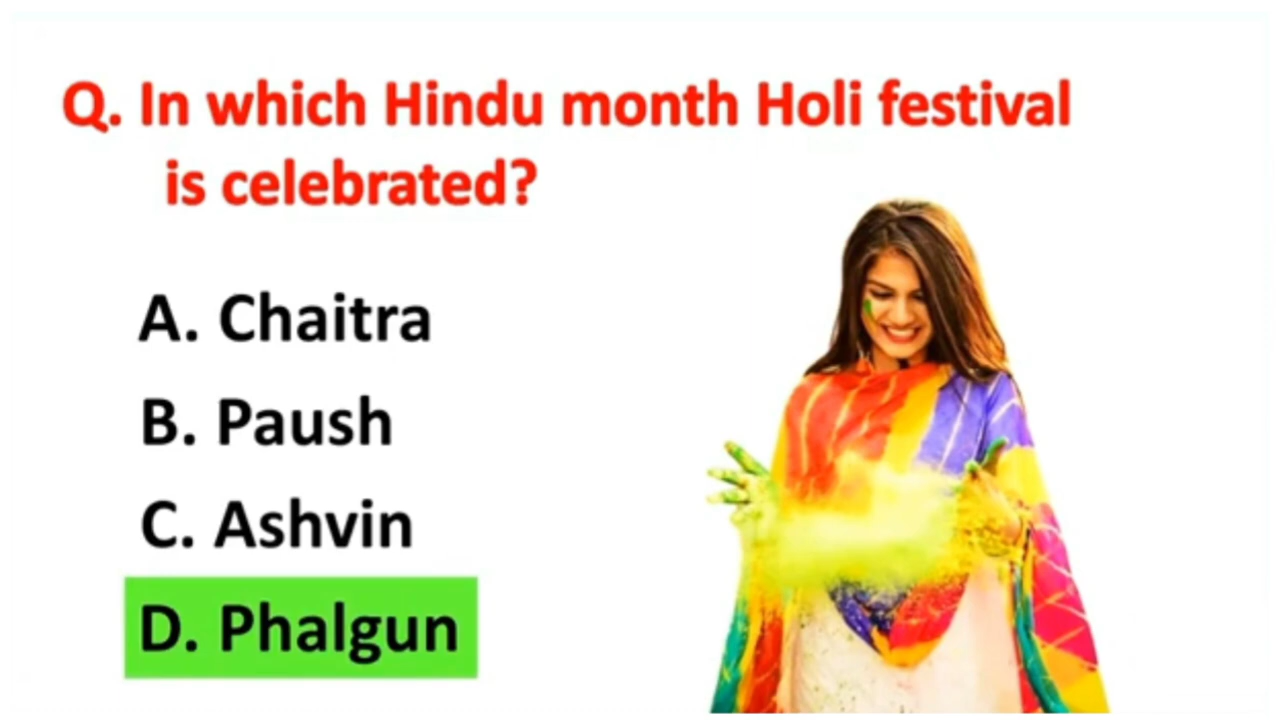 Q. In which Hindu month Holi festival
is celebrated?
A. Chaitra
B. Paush
C. Ashvin
D. Phalgun